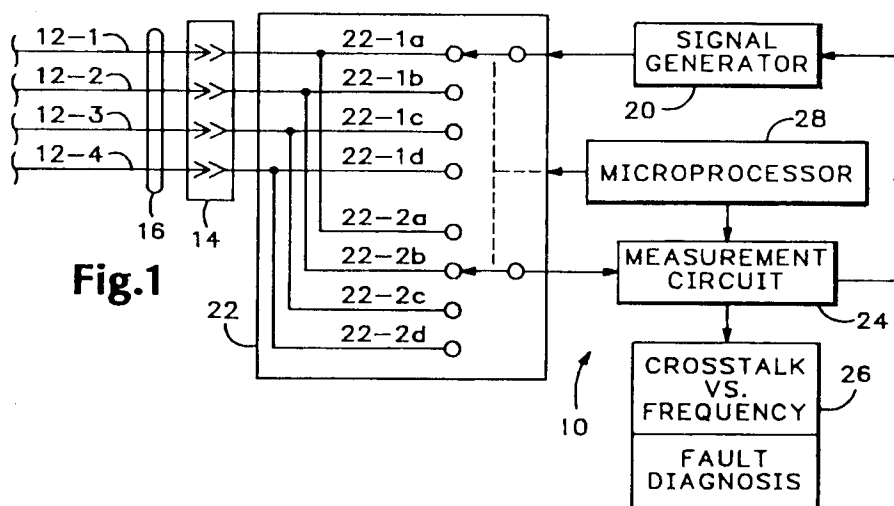 12-1
12-2
12-3
12-4
16
14
Fig.1
22
22-1a
22-1b
22-1c
22-1d
22-2a
22-2b
22-2c
22-2d
SIGNAL
GENERATOR
20
28
MICROPROCESSOR
MEASUREMENT
CIRCUIT
24
10
CROSSTALK
VS.
FREQUENCY
26
FAULT
DIAGNOSIS